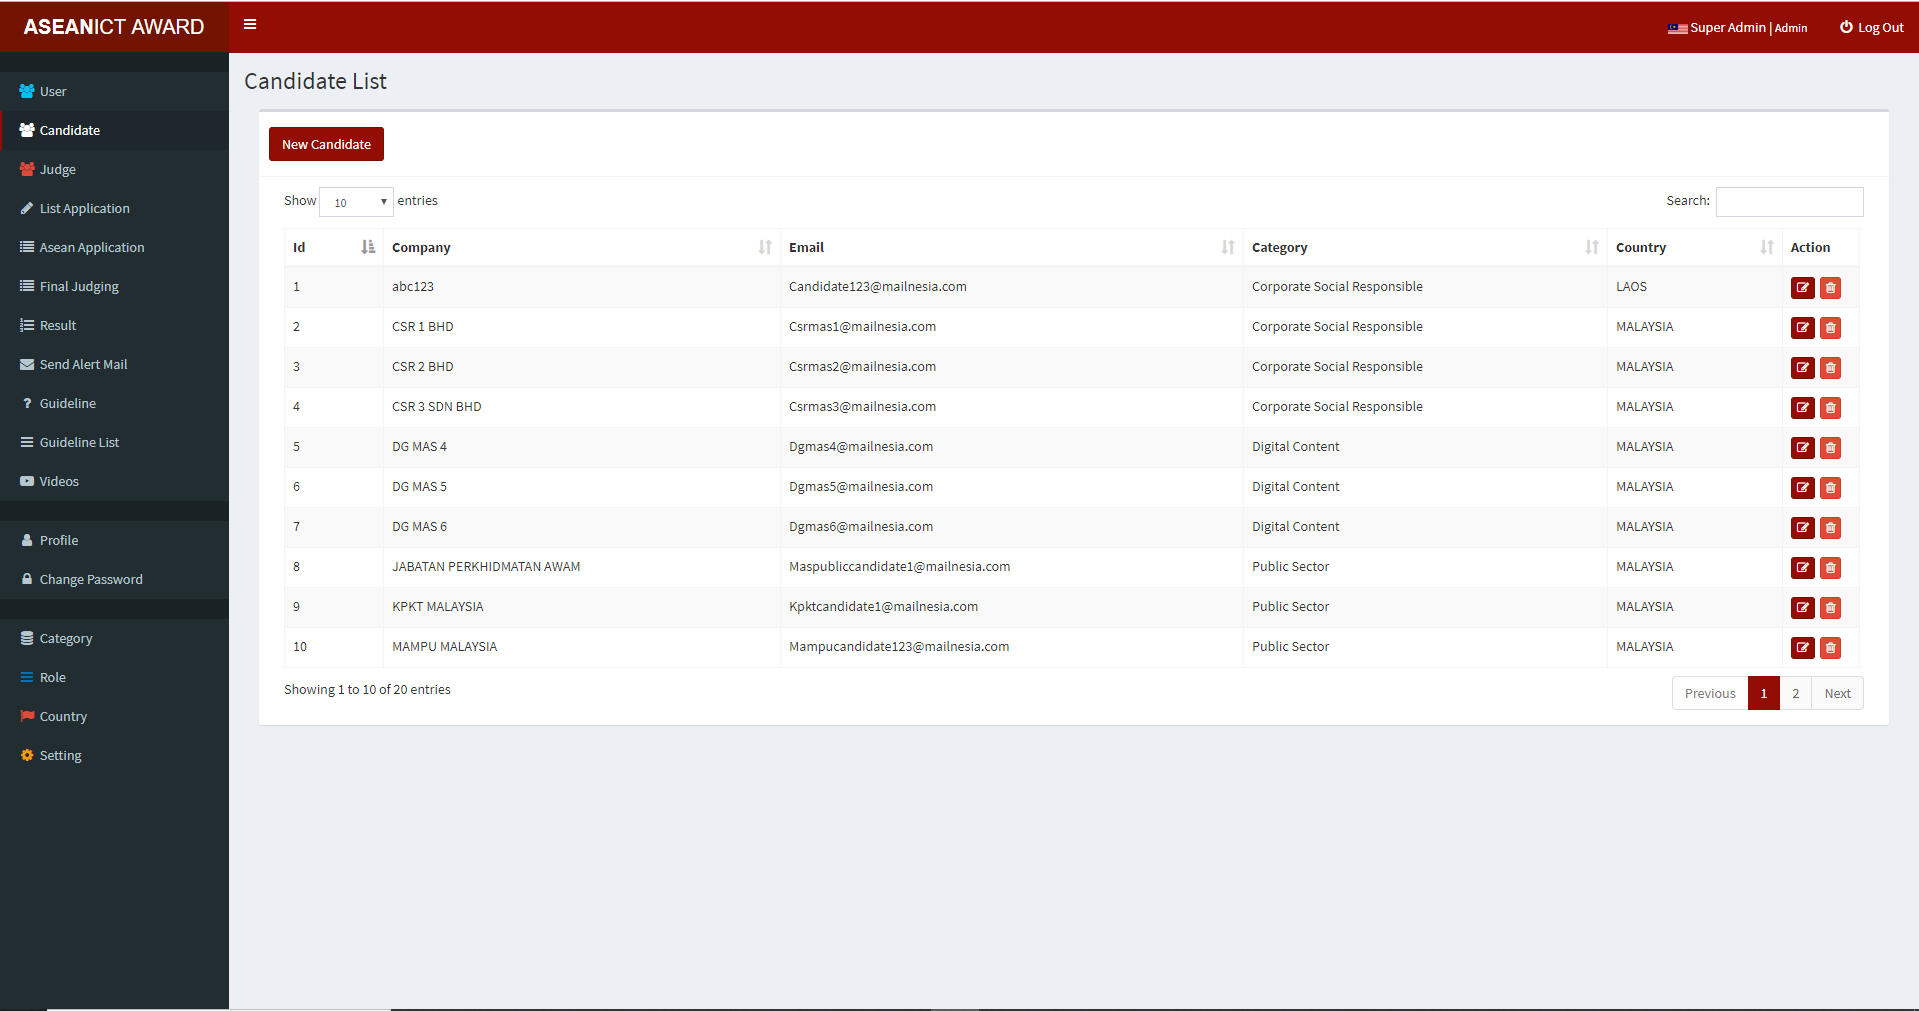 ASEANICT AWARD
Super Admin | Admin
Log Out
User
Candidate
Judge
List Application
Asean Application
Final Judging
Result
Send Alert Mail
Guideline
Guideline List
Videos
Profile
Change Password
Category
Role
Country
Setting
Candidate List
New Candidate
Show 10 entries
Search:
Id Company Email Category Country Action
1 abc123 Candidate123@mailnesia.com Corporate Social Responsible LAOS
2 CSR 1 BHD Csrmas1@mailnesia.com Corporate Social Responsible MALAYSIA
3 CSR 2 BHD Csrmas2@mailnesia.com Corporate Social Responsible MALAYSIA
4 CSR 3 SDN BHD Csrmas3@mailnesia.com Corporate Social Responsible MALAYSIA
5 DG MAS 4 Dgmas4@mailnesia.com Digital Content MALAYSIA
6 DG MAS 5 Dgmas5@mailnesia.com Digital Content MALAYSIA
7 DG MAS 6 Dgmas6@mailnesia.com Digital Content MALAYSIA
8 JABATAN PERKHIDMATAN AWAM Maspubliccandidate1@mailnesia.com Public Sector MALAYSIA
9 KPKT MALAYSIA Kpktcandidate1@mailnesia.com Public Sector MALAYSIA
10 MAMPU MALAYSIA Mampucandidate123@mailnesia.com Public Sector MALAYSIA
Showing 1 to 10 of 20 entries
Previous 1 2 Next